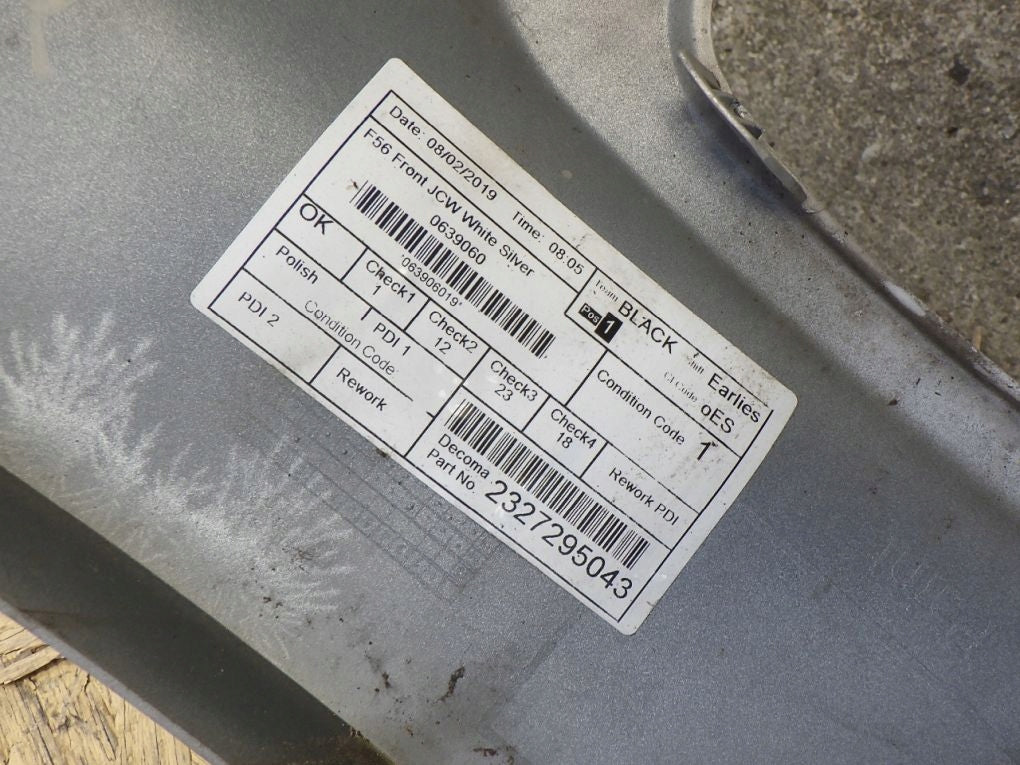 Date: 08/02/2019 Time: 08:05 Team BLACK Shift Earlies
F56 Front JCW White Silver Pos 1 CI Code oES
0639060
*063906019*
Condition Code 1
OK Check1 1 Check2 12 Check3 23 Check4 18 Rework PDI
Polish PDI 1
Condition Code
PDI 2 Rework
Decoma
Part No. 2327295043